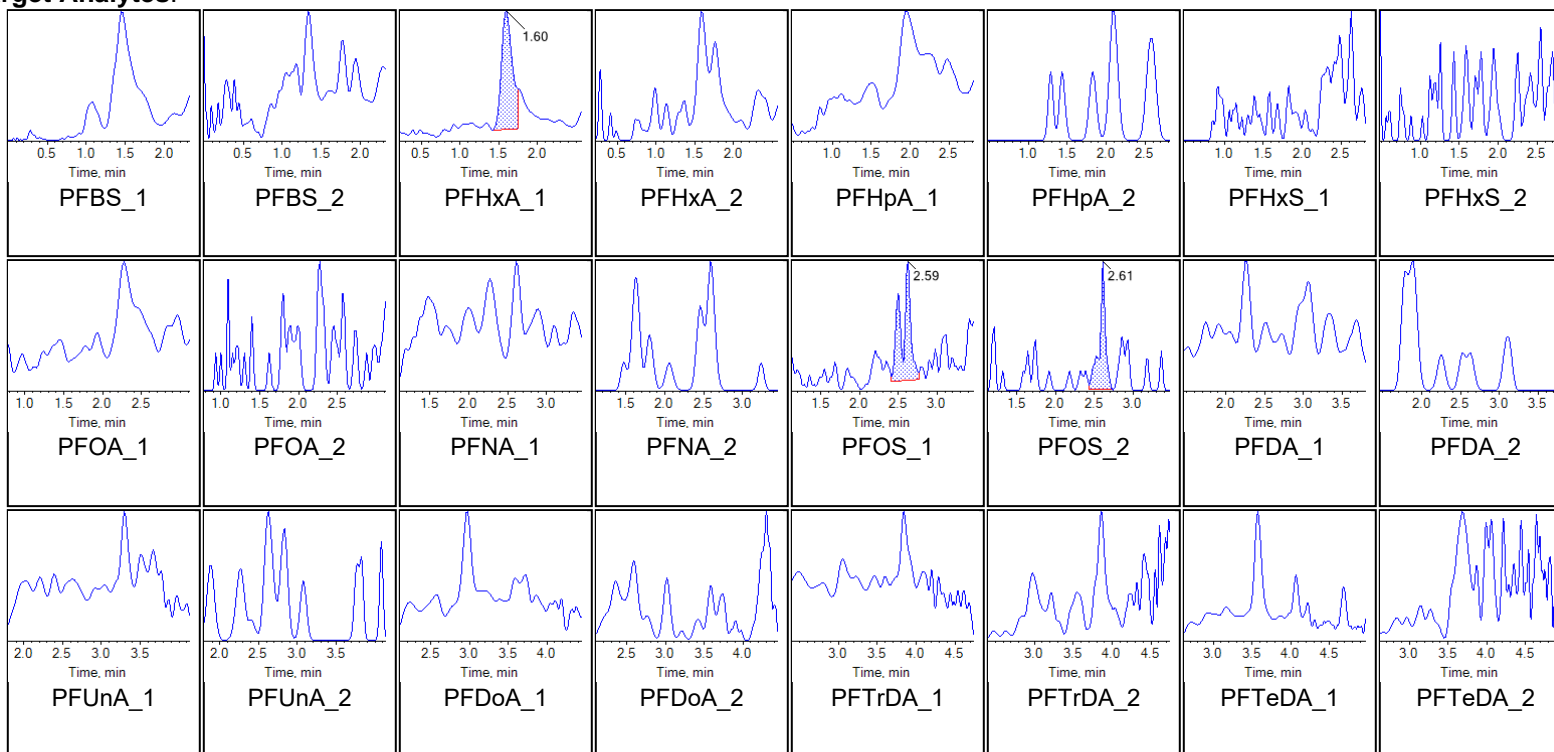 rget Analytes:
1.60
0.5 1.0 1.5 2.0 0.5 1.0 1.5 2.0 0.5 1.0 1.5 2.0 0.5 1.0 1.5 2.0 1.0 1.5 2.0 2.5 1.0 1.5 2.0 2.5 1.0 1.5 2.0 2.5 1.0 1.5 2.0 2.5
Time, min Time, min Time, min Time, min Time, min Time, min Time, min Time, min
PFBS_1 PFBS_2 PFHxA_1 PFHxA_2 PFHpA_1 PFHpA_2 PFHxS_1 PFHxS_2
2.59 2.61
1.0 1.5 2.0 2.5 1.0 1.5 2.0 2.5 1.5 2.0 2.5 3.0 1.5 2.0 2.5 3.0 1.5 2.0 2.5 3.0 1.5 2.0 2.5 3.0 2.0 2.5 3.0 3.5 2.0 2.5 3.0 3.5
Time, min Time, min Time, min Time, min Time, min Time, min Time, min Time, min
PFOA_1 PFOA_2 PFNA_1 PFNA_2 PFOS_1 PFOS_2 PFDA_1 PFDA_2
2.0 2.5 3.0 3.5 2.0 2.5 3.0 3.5 2.5 3.0 3.5 4.0 2.5 3.0 3.5 4.0 3.0 3.5 4.0 4.5 3.0 3.5 4.0 4.5 3.0 3.5 4.0 4.5 3.0 3.5 4.0 4.5
Time, min Time, min Time, min Time, min Time, min Time, min Time, min Time, min
PFUnA_1 PFUnA_2 PFDoA_1 PFDoA_2 PFTrDA_1 PFTrDA_2 PFTeDA_1 PFTeDA_2